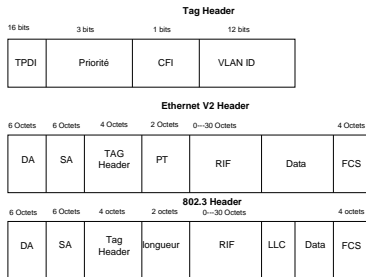 Tag Header
16 bits 3 bits 1 bits 12 bits
TPDI Priorité CFI VLAN ID
Ethernet V2 Header
6 Octets 6 Octets 4 Octets 2 Octets 0---30 Octets 4 Octets
DA SA TAG Header PT RIF Data FCS
802.3 Header
6 Octets 6 Octets 4 octets 2 octets 0---30 Octets 4 octets
DA SA Tag Header longueur RIF LLC Data FCS